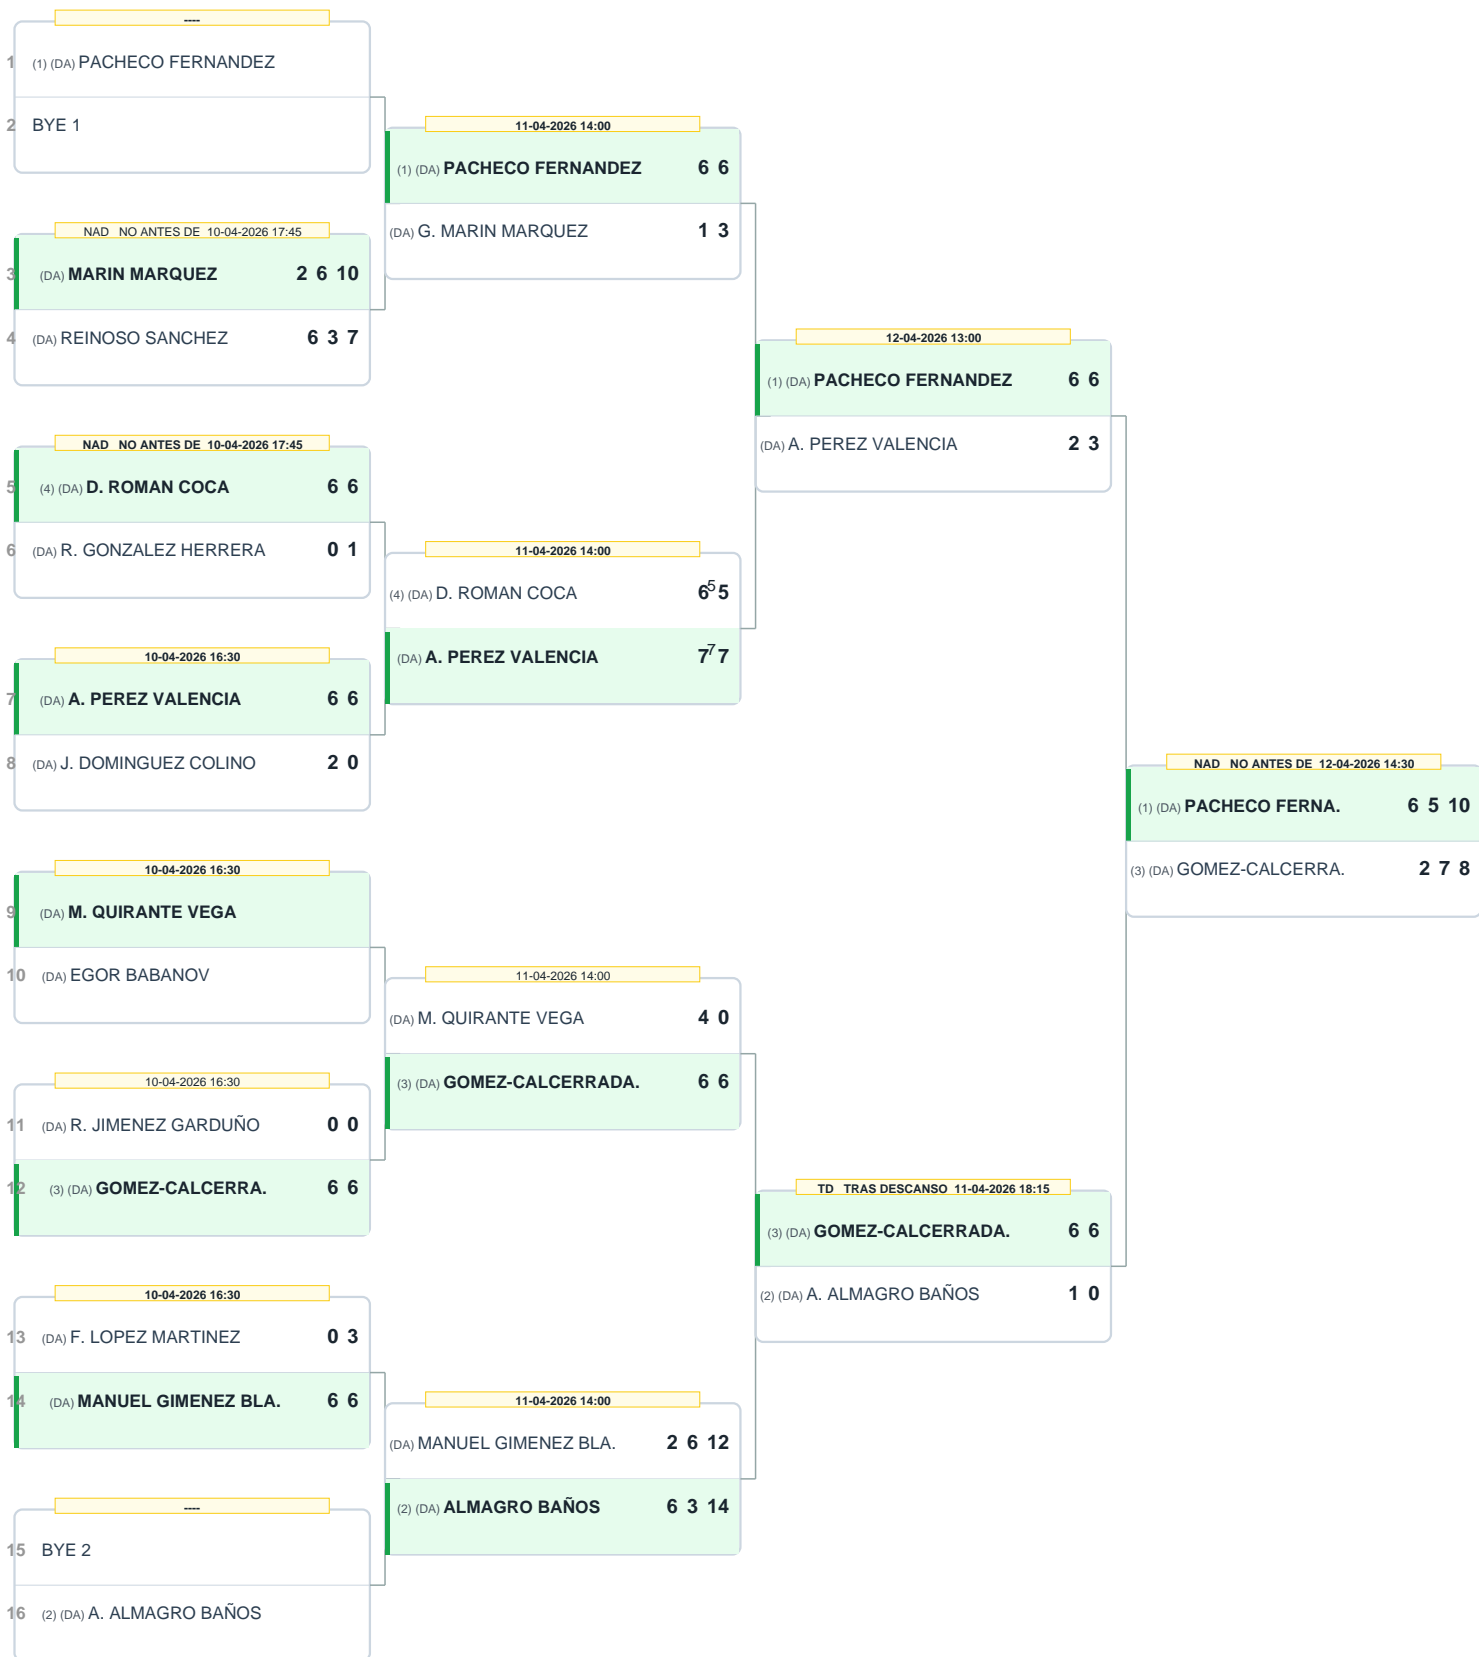 ----
1 (1) (DA) PACHECO FERNANDEZ
2 BYE 1
NAD NO ANTES DE 10-04-2026 17:45
3 (DA) MARIN MARQUEZ 2 6 10
4 (DA) REINOSO SANCHEZ 6 3 7
NAD NO ANTES DE 10-04-2026 17:45
5 (4) (DA) D. ROMAN COCA 6 6
6 (DA) R. GONZALEZ HERRERA 0 1
10-04-2026 16:30
7 (DA) A. PEREZ VALENCIA 6 6
8 (DA) J. DOMINGUEZ COLINO 2 0
10-04-2026 16:30
9 (DA) M. QUIRANTE VEGA
10 (DA) EGOR BABANOV
10-04-2026 16:30
11 (DA) R. JIMENEZ GARDUÑO 0 0
12 (3) (DA) GOMEZ-CALCERRA. 6 6
10-04-2026 16:30
13 (DA) F. LOPEZ MARTINEZ 0 3
14 (DA) MANUEL GIMENEZ BLA. 6 6
----
15 BYE 2
16 (2) (DA) A. ALMAGRO BAÑOS
11-04-2026 14:00
(1) (DA) PACHECO FERNANDEZ 6 6
(DA) G. MARIN MARQUEZ 1 3
11-04-2026 14:00
(4) (DA) D. ROMAN COCA 6 5 5
(DA) A. PEREZ VALENCIA 7 7 7
11-04-2026 14:00
(DA) M. QUIRANTE VEGA 4 0
(3) (DA) GOMEZ-CALCERRADA. 6 6
11-04-2026 14:00
(DA) MANUEL GIMENEZ BLA. 2 6 12
(2) (DA) ALMAGRO BAÑOS 6 3 14
12-04-2026 13:00
(1) (DA) PACHECO FERNANDEZ 6 6
(DA) A. PEREZ VALENCIA 2 3
TD TRAS DESCANSO 11-04-2026 18:15
(3) (DA) GOMEZ-CALCERRADA. 6 6
(2) (DA) A. ALMAGRO BAÑOS 1 0
NAD NO ANTES DE 12-04-2026 14:30
(1) (DA) PACHECO FERNA. 6 5 10
(3) (DA) GOMEZ-CALCERRA. 2 7 8